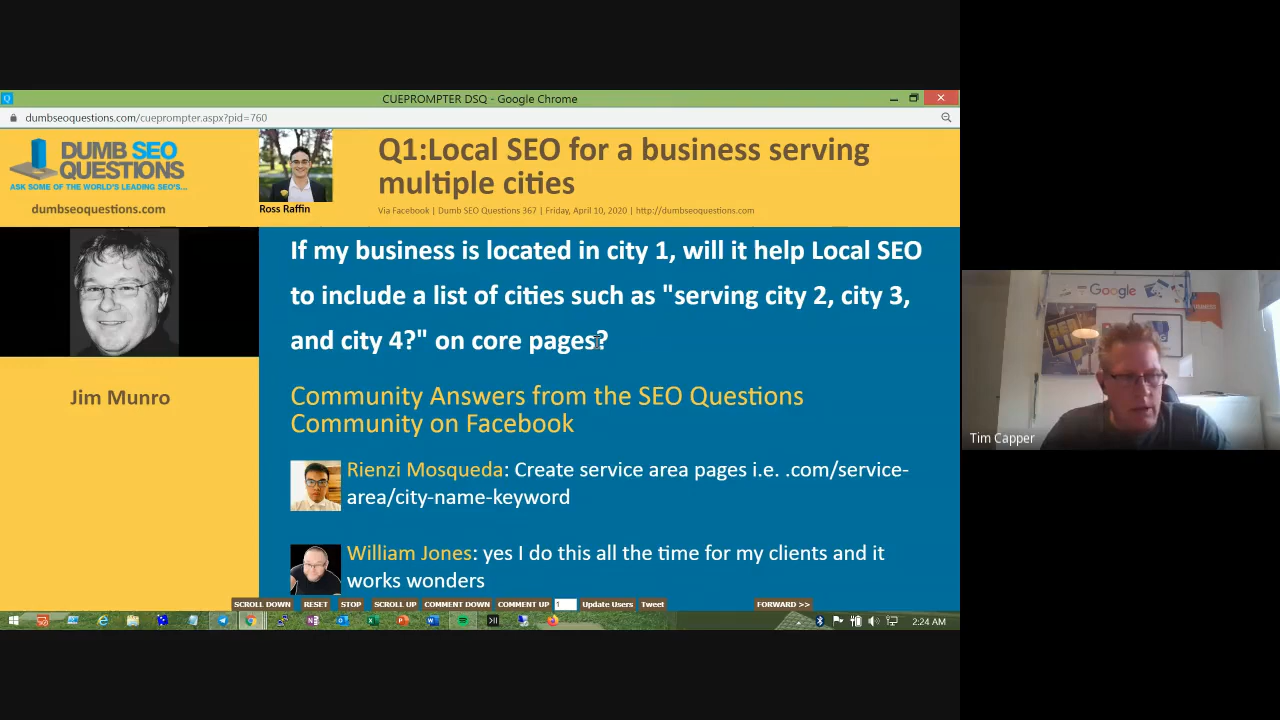 CUEPROMPTER DSQ - Google Chrome
dumbseoquestions.com/cueprompter.aspx?pid=760
DUMB SEO
QUESTIONS
ASK SOME OF THE WORLD'S LEADING SEO'S...
dumbseoquestions.com
Ross Raffin
Q1:Local SEO for a business serving
multiple cities
Via Facebook | Dumb SEO Questions 367 | Friday, April 10, 2020 | http://dumbseoquestions.com
Jim Munro
If my business is located in city 1, will it help Local SEO
to include a list of cities such as "serving city 2, city 3,
and city 4?" on core pages?
Community Answers from the SEO Questions
Community on Facebook
Rienzi Mosqueda: Create service area pages i.e. .com/service-
area/city-name-keyword
William Jones: yes I do this all the time for my clients and it
works wonders
SCROLL DOWN RESET STOP SCROLL UP COMMENT DOWN COMMENT UP 1 Update Users Tweet FORWARD >>
2:24 AM
Google
Tim Capper